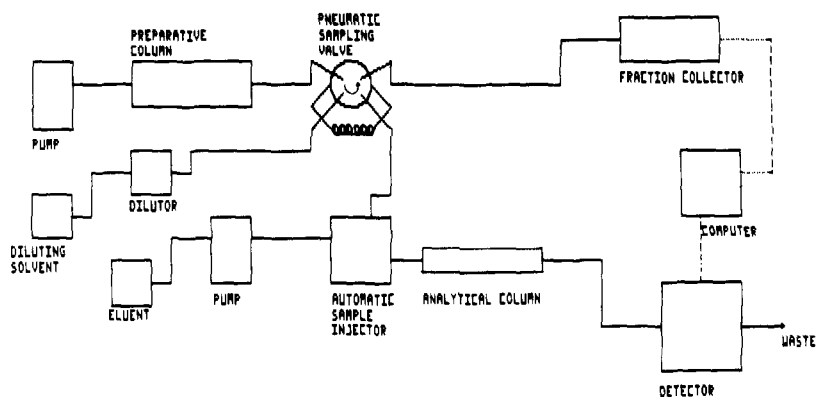 PNEUMATIC
SAMPLING
VALVE
PREPARATIVE
COLUMN
FRACTION COLLECTOR
PUMP
DILUTOR
COMPUTER
DILUTING
SOLVENT
ELUENT
PUMP
AUTOMATIC
SAMPLE
INJECTOR
ANALYTICAL COLUMN
WASTE
DETECTOR